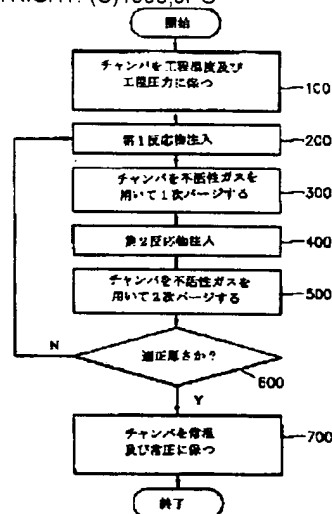 COPYRIGHT: (C)1998,JPO
開始
チャンバを工程温度及び
工程圧力に保つ
100
第1反応物注入
200
チャンバを不活性ガスを
用いて1次パージする
300
第2反応物注入
400
チャンバを不活性ガスを
用いて2次パージする
500
N
適正厚さか?
600
Y
チャンバを常温
及び常圧に保つ
700
終了